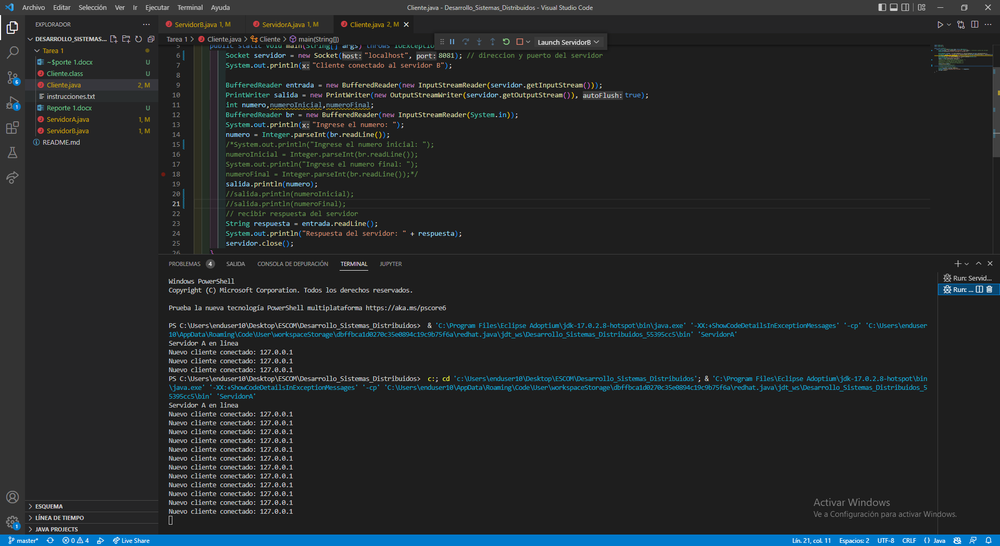 Archivo Editar Selección Ver Ir Ejecutar Terminal Ayuda
Cliente.java - Desarrollo_Sistemas_Distribuidos - Visual Studio Code
EXPLORADOR
DESARROLLO_SISTEMAS...
Tarea 1
~$porte 1.docx U
Cliente.class U
Cliente.java 2, M
instrucciones.txt
Reporte 1.docx U
ServidorA.java 1, M
ServidorB.java 1, M
README.md
ESQUEMA
LÍNEA DE TIEMPO
JAVA PROJECTS
6
1
1
ServidorB.java 1, M
ServidorA.java 1, M
Cliente.java 2, M
Tarea 1 > Cliente.java > Cliente > main(String[])
Launch ServidorB
5 public static void main(String[] args) throws IOExceptio
6 Socket servidor = new Socket(host: "localhost", port: 8081); // direccion y puerto del servidor
7 System.out.println(x: "Cliente conectado al servidor B");
8
9 BufferedReader entrada = new BufferedReader(new InputStreamReader(servidor.getInputStream()));
10 PrintWriter salida = new PrintWriter(new OutputStreamWriter(servidor.getOutputStream()), autoFlush: true);
11 int numero,numeroInicial,numeroFinal;
12 BufferedReader br = new BufferedReader(new InputStreamReader(System.in));
13 System.out.println(x: "Ingrese el numero: ");
14 numero = Integer.parseInt(br.readLine());
15 /*System.out.println("Ingrese el numero inicial: ");
16 numeroInicial = Integer.parseInt(br.readLine());
17 System.out.println("Ingrese el numero final: ");
18 numeroFinal = Integer.parseInt(br.readLine());*/
19 salida.println(numero);
20 //salida.println(numeroInicial);
21 //salida.println(numeroFinal);
22 // recibir respuesta del servidor
23 String respuesta = entrada.readLine();
24 System.out.println("Respuesta del servidor: " + respuesta);
25 servidor.close();
26 }
PROBLEMAS 4 SALIDA CONSOLA DE DEPURACIÓN TERMINAL JUPYTER
Run: Servid...
Run: ...
Windows PowerShell
Copyright (C) Microsoft Corporation. Todos los derechos reservados.
Prueba la nueva tecnología PowerShell multiplataforma https://aka.ms/pscore6
PS C:\Users\enduser10\Desktop\ESCOM\Desarrollo_Sistemas_Distribuidos> & 'C:\Program Files\Eclipse Adoptium\jdk-17.0.2.8-hotspot\bin\java.exe' '-XX:+ShowCodeDetailsInExceptionMessages' '-cp' 'C:\Users\enduser
10\AppData\Roaming\Code\User\workspaceStorage\dbffbca1d0270c35e0894c19c9b75f6a\redhat.java\jdt_ws\Desarrollo_Sistemas_Distribuidos_55395cc5\bin' 'ServidorA'
Servidor A en linea
Nuevo cliente conectado: 127.0.0.1
Nuevo cliente conectado: 127.0.0.1
Nuevo cliente conectado: 127.0.0.1
PS C:\Users\enduser10\Desktop\ESCOM\Desarrollo_Sistemas_Distribuidos> c:; cd 'c:\Users\enduser10\Desktop\ESCOM\Desarrollo_Sistemas_Distribuidos'; & 'C:\Program Files\Eclipse Adoptium\jdk-17.0.2.8-hotspot\bin
\java.exe' '-XX:+ShowCodeDetailsInExceptionMessages' '-cp' 'C:\Users\enduser10\AppData\Roaming\Code\User\workspaceStorage\dbffbca1d0270c35e0894c19c9b75f6a\redhat.java\jdt_ws\Desarrollo_Sistemas_Distribuidos_5
5395cc5\bin' 'ServidorA'
Servidor A en linea
Nuevo cliente conectado: 127.0.0.1
Nuevo cliente conectado: 127.0.0.1
Nuevo cliente conectado: 127.0.0.1
Nuevo cliente conectado: 127.0.0.1
Nuevo cliente conectado: 127.0.0.1
Nuevo cliente conectado: 127.0.0.1
Nuevo cliente conectado: 127.0.0.1
Nuevo cliente conectado: 127.0.0.1
Nuevo cliente conectado: 127.0.0.1
Nuevo cliente conectado: 127.0.0.1
Nuevo cliente conectado: 127.0.0.1
Nuevo cliente conectado: 127.0.0.1
Activar Windows
Ve a Configuración para activar Windows.
master* 0 4 Live Share
Lín. 21, col. 11 Espacios: 2 UTF-8 CRLF {} Java